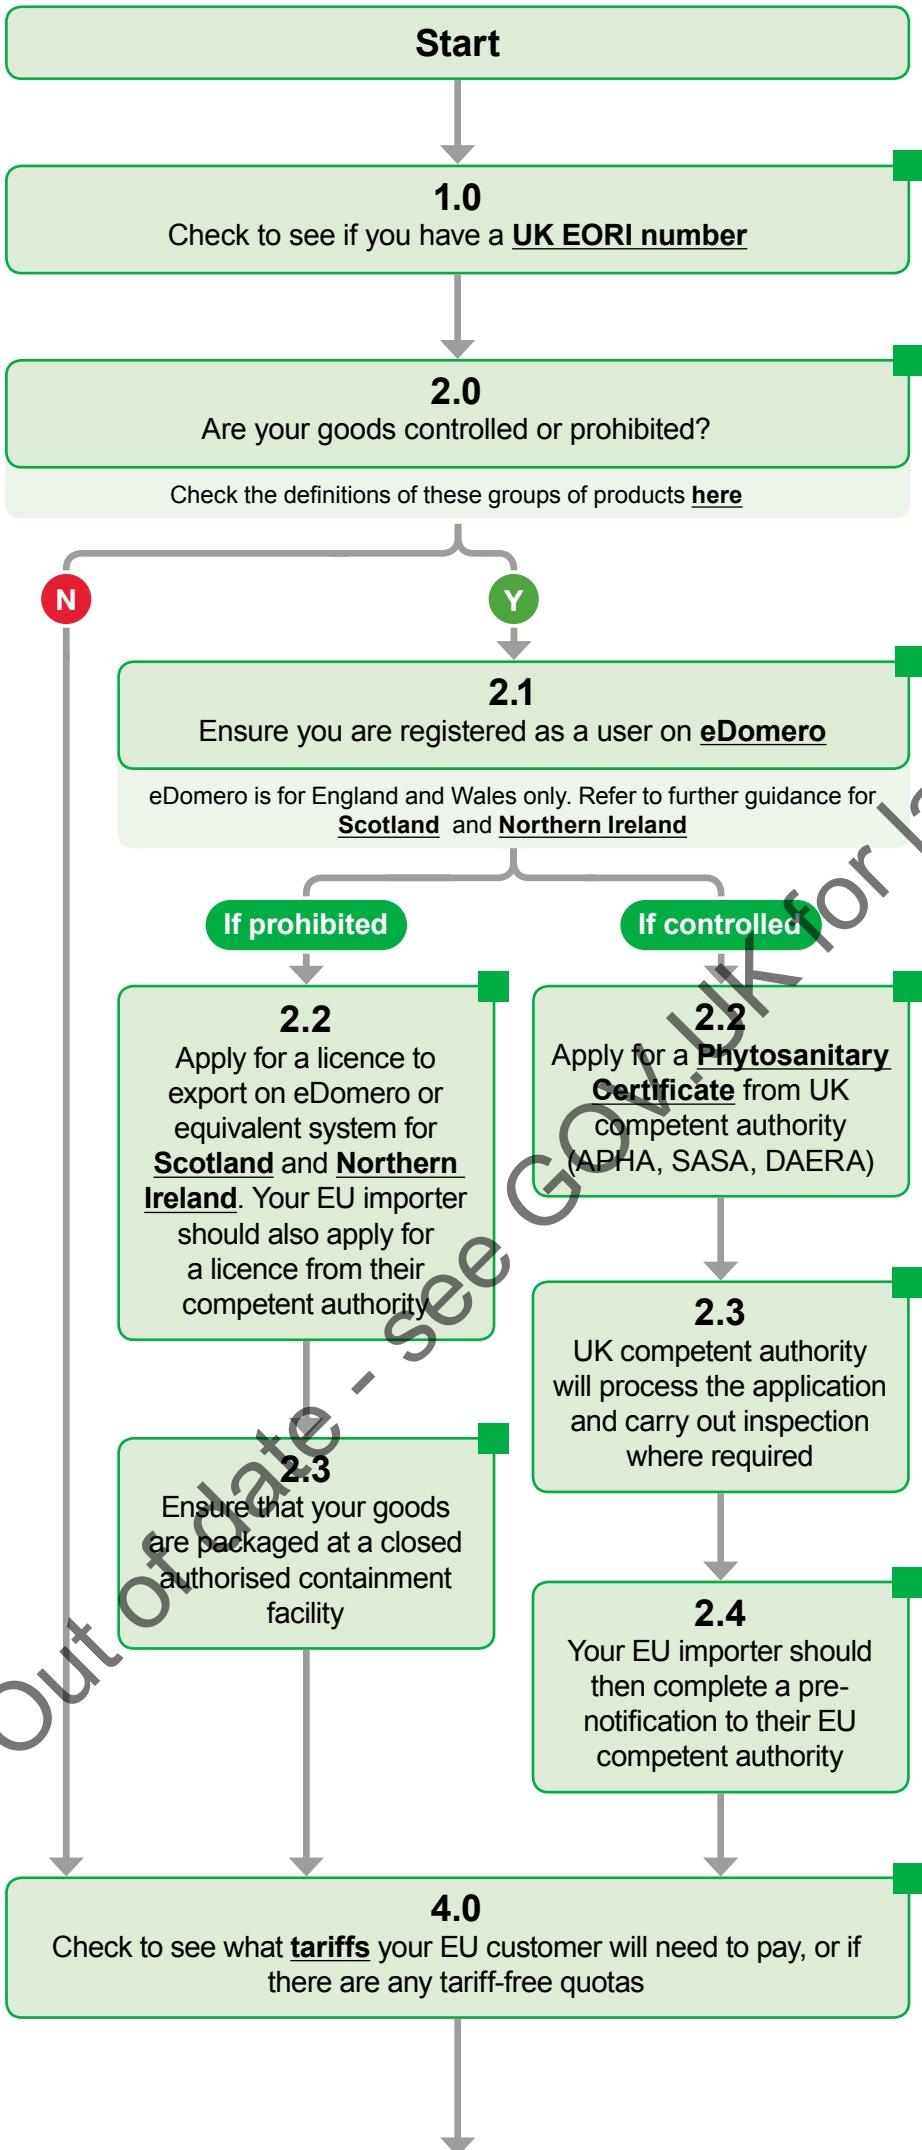 Start
1.0
Check to see if you have a UK EORI number
2.0
Are your goods controlled or prohibited?
Check the definitions of these groups of products here
N
Y
2.1
Ensure you are registered as a user on eDomero
eDomero is for England and Wales only. Refer to further guidance for
Scotland and Northern Ireland
If prohibited
If controlled
2.2
Apply for a licence to
export on eDomero or
equivalent system for
Scotland and Northern
Ireland. Your EU importer
should also apply for
a licence from their
competent authority
2.3
Ensure that your goods
are packaged at a closed
authorised containment
facility
2.2
Apply for a Phytosanitary
Certificate from UK
competent authority
(APHA, SASA, DAERA)
2.3
UK competent authority
will process the application
and carry out inspection
where required
2.4
Your EU importer should
then complete a pre-
notification to their EU
competent authority
4.0
Check to see what tariffs your EU customer will need to pay, or if
there are any tariff-free quotas
Out of date - see GOV.UK for